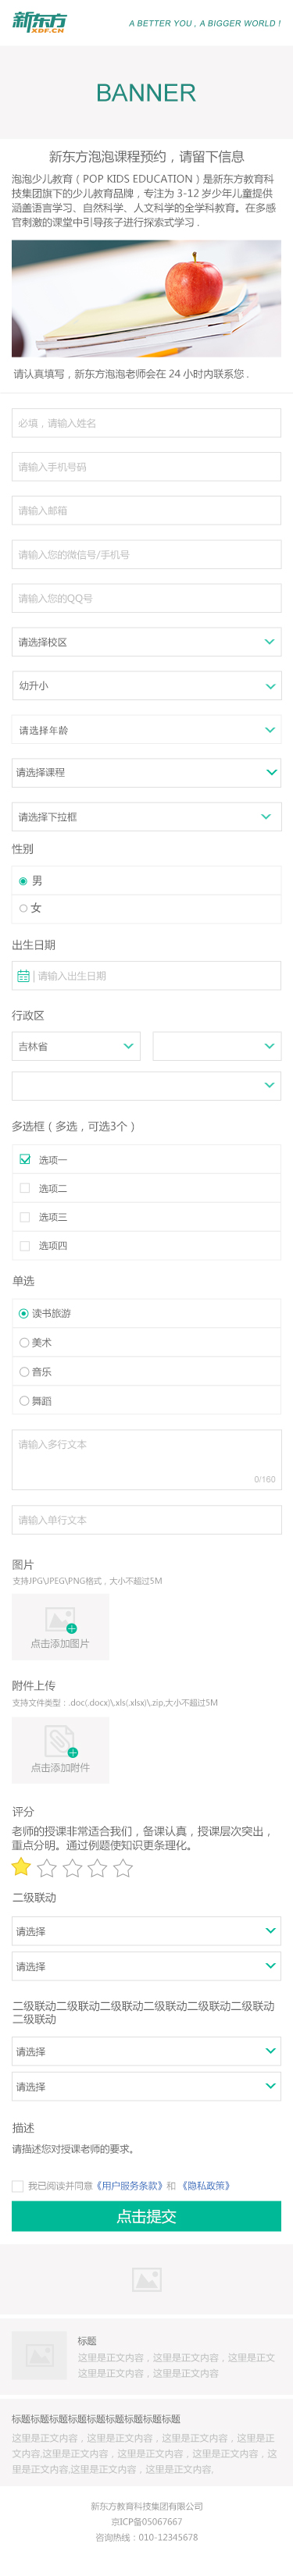 新东方
XDF.CN
A BETTER YOU , A BIGGER WORLD !
BANNER
新东方泡泡课程预约，请留下信息
泡泡少儿教育（POP KIDS EDUCATION）是新东方教育科
技集团旗下的少儿教育品牌，专注为 3-12 岁少年儿童提供
涵盖语言学习、自然科学、人文科学的全学科教育。在多感
官刺激的课堂中引导孩子进行探索式学习 .
请认真填写，新东方泡泡老师会在 24 小时内联系您 .
必填，请输入姓名
请输入手机号码
请输入邮箱
请输入您的微信号/手机号
请输入您的QQ号
请选择校区
幼升小
请选择年龄
请选择课程
请选择下拉框
性别
男
女
出生日期
请输入出生日期
行政区
吉林省
多选框（多选，可选3个）
选项一
选项二
选项三
选项四
单选
读书旅游
美术
音乐
舞蹈
请输入多行文本
0/160
请输入单行文本
图片
支持JPG\JPEG\PNG格式，大小不超过5M
点击添加图片
附件上传
支持文件类型：.doc(.docx)\,xls(.xlsx)\,zip,大小不超过5M
点击添加附件
评分
老师的授课非常适合我们，备课认真，授课层次突出，
重点分明。通过例题使知识更条理化。
二级联动
请选择
请选择
二级联动二级联动二级联动二级联动二级联动二级联动
二级联动
请选择
请选择
描述
请描述您对授课老师的要求。
我已阅读并同意《用户服务条款》和 《隐私政策》
点击提交
标题
这里是正文内容，这里是正文内容，这里是正文
这里是正文内容，这里是正文内容
标题标题标题标题标题标题标题标题标题
这里是正文内容，这里是正文内容，这里是正文内容，这里是正
文内容,这里是正文内容，这里是正文内容，这里是正文内容，这
里是正文内容,这里是正文内容，这里是正文内容.
新东方教育科技集团有限公司
京ICP备05067667
咨询热线：010-12345678